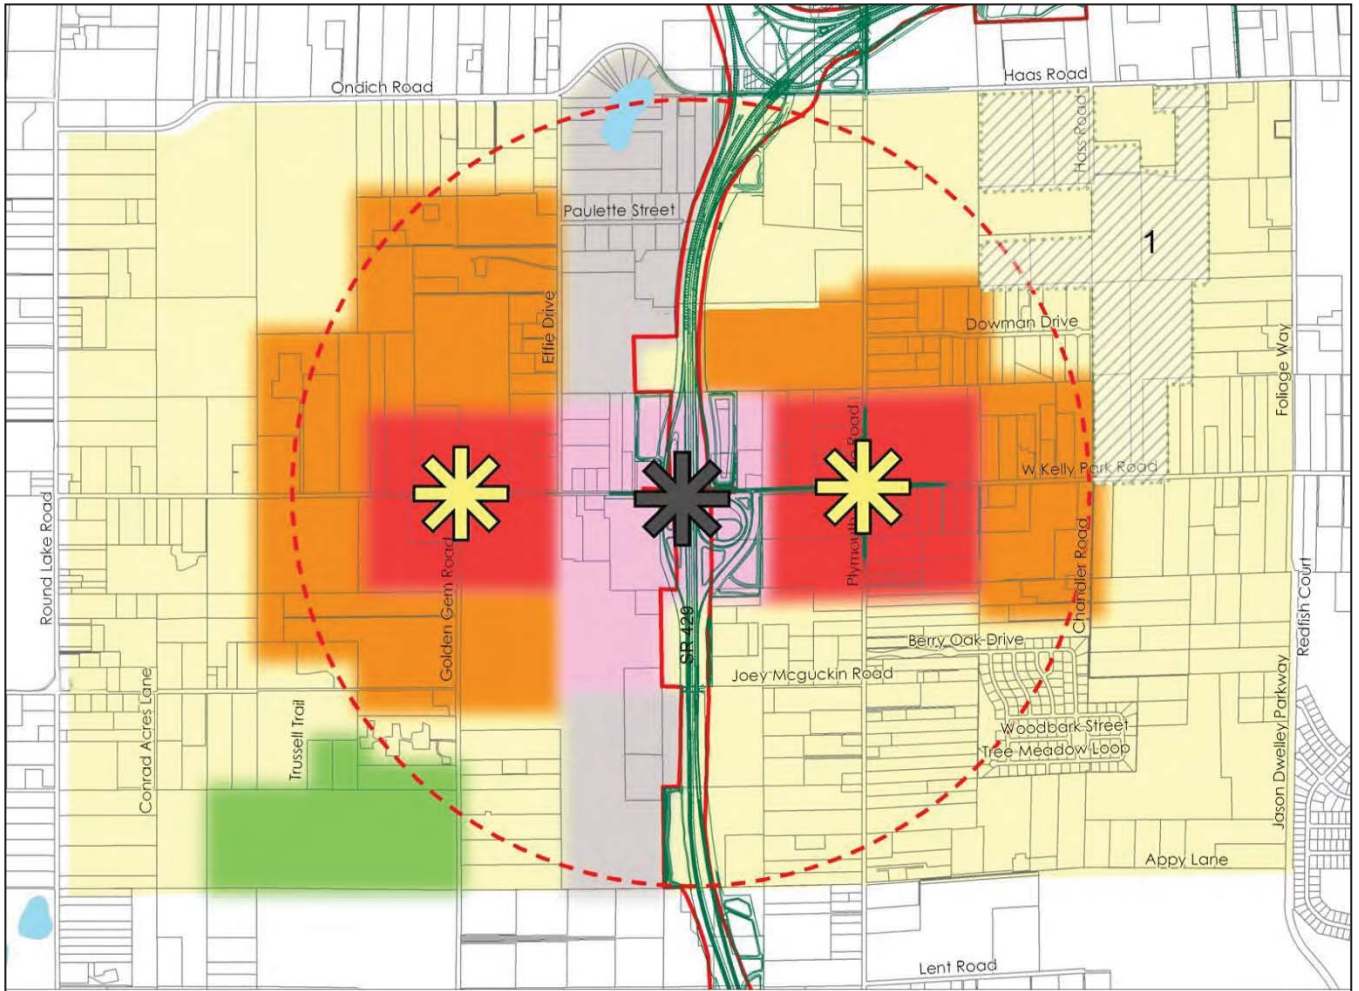 Ondich Road
Haas Road
Hass Road
Paulette Street
1
Effie Drive
Dowman Drive
Foliage Way
W Kelly Park Road
Plymouth
Road
Round Lake Road
Golden Gem Road
SR 429
Chandler Road
Redfish Court
Berry Oak Drive
Joey Mcguckin Road
Conrad Acres Lane
Trussell Trail
Woodbark Street
Tree Meadow Loop
Jason Dwelley Parkway
Appy Lane
Lent Road